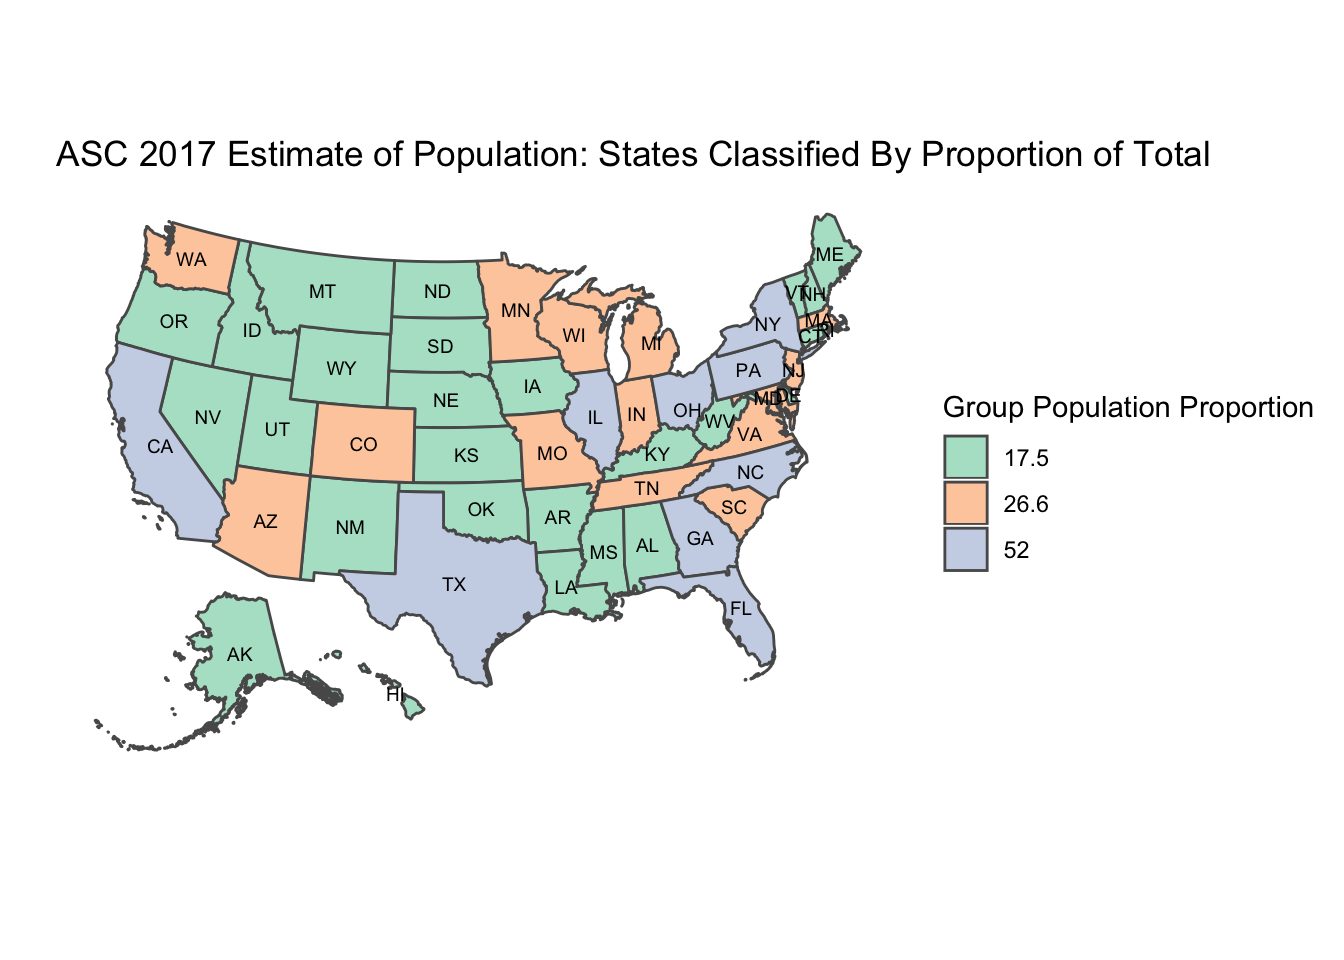 ASC 2017 Estimate of Population: States Classified By Proportion of Total
WA
MT
ND
MN
ME
OR
ID
SD
WI
MI
VT
NH
NY
MA
RI
CT
WY
IA
PA
NJ
NE
NV
UT
CO
IL
IN
OH
MD
DE
WV
VA
CA
KS
MO
KY
NC
TN
AZ
NM
OK
AR
SC
MS
AL
GA
TX
LA
FL
AK
HI
Group Population Proportion
17.5
26.6
52